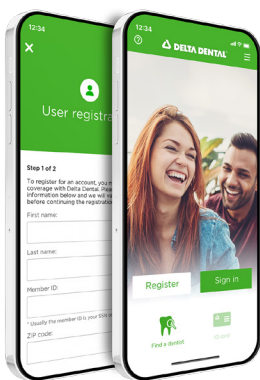 12:34
User registra
Step 1 of 2
To register for an account, you m
coverage with Delta Dental. Plea
information below and we will va
before continuing the registratio
First name:
Last name:
Member ID:
* Usually the member ID is your SSN o
ZIP code:
12:34
DELTA DENTAL
Register
Sign in
Find a dentist
ID card